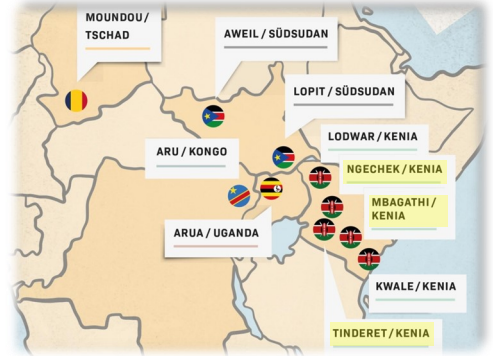 MOUNDOU /
TSCHAD
AWEIL / SÜDSUDAN
LOPIT / SÜDSUDAN
LODWAR / KENIA
ARU / KONGO
NGECHEK / KENIA
MBAGATHI /
KENIA
ARUA / UGANDA
KWALE / KENIA
TINDERET / KENIA